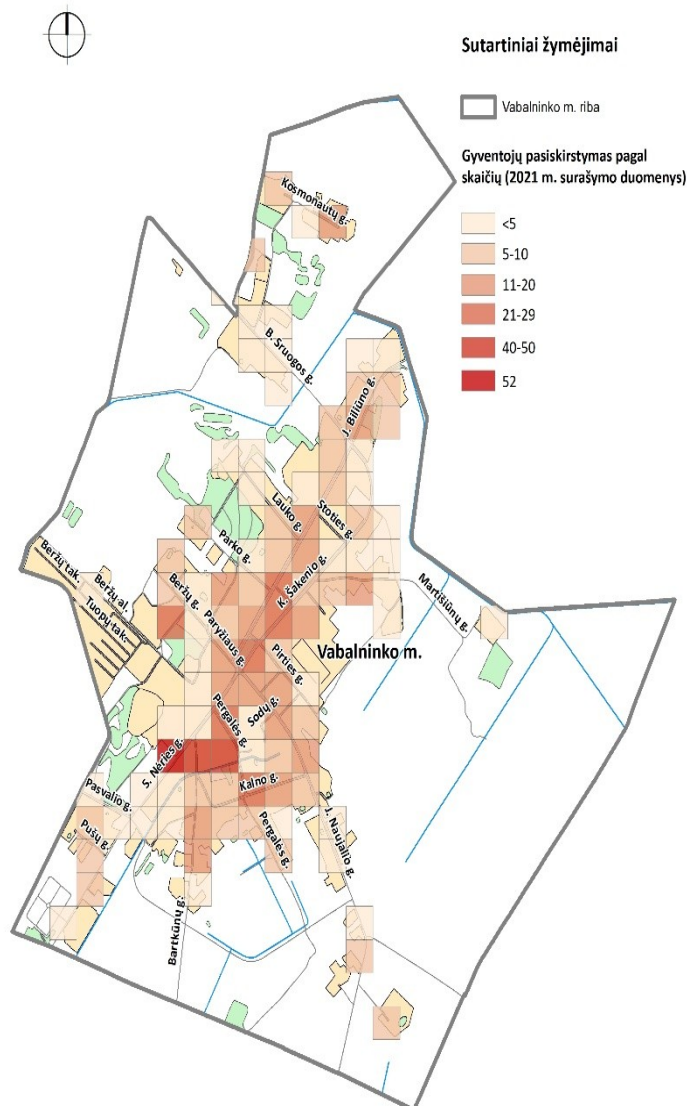 Sutartiniai žymėjimai
Vabalninko m. riba
Gyventojų pasiskirstymas pagal
skaičių (2021 m. surašymo duomenys)
<5
5-10
11-20
21-29
40-50
52
Kosmonautų g.
B. Sruogos g.
J. Biliūno g.
Lauko g.
Stoties g.
Parko g.
K. Šakenio g.
Beržų tak.
Beržų al.
Tuopų tak.
Beržų g.
Paryžiaus g.
Martišiūnų g.
Pirties g.
Vabalninko m.
Sodų g.
Pergalės g.
S. Nėries g.
Kalno g.
Pasvalio g.
Pušų g.
Pergalės g.
J. Naujalio g.
Bartkūnų g.